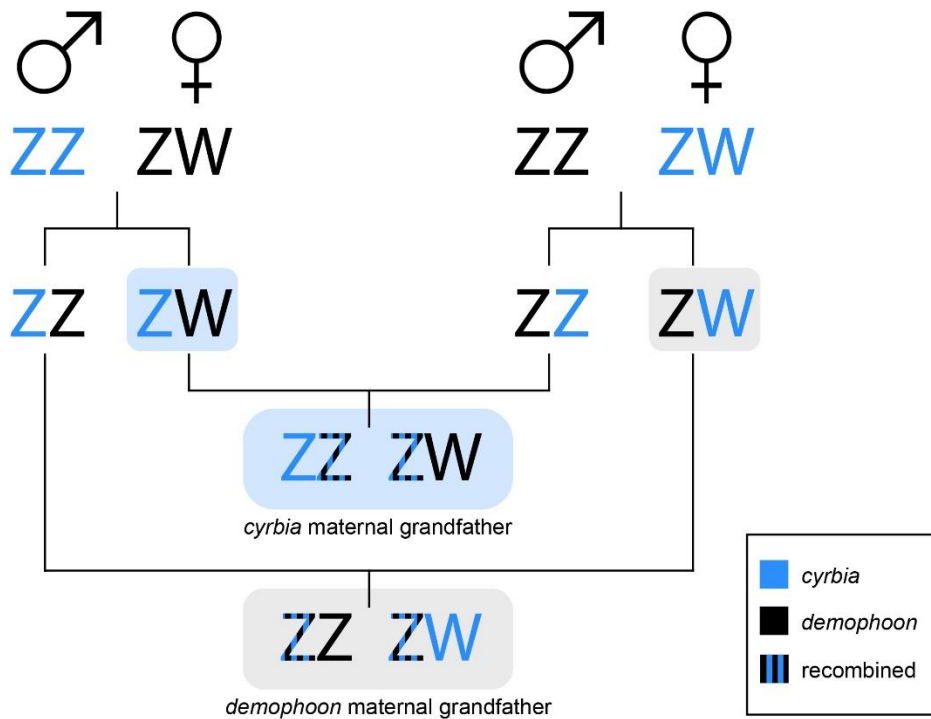 ♂ ♀ ♂ ♀
ZZ ZW ZZ ZW
ZZ ZW ZZ ZW
ZZ ZW
cyrbia maternal grandfather
ZZ ZW
demophoon maternal grandfather
cyrbia
demophoon
recombined